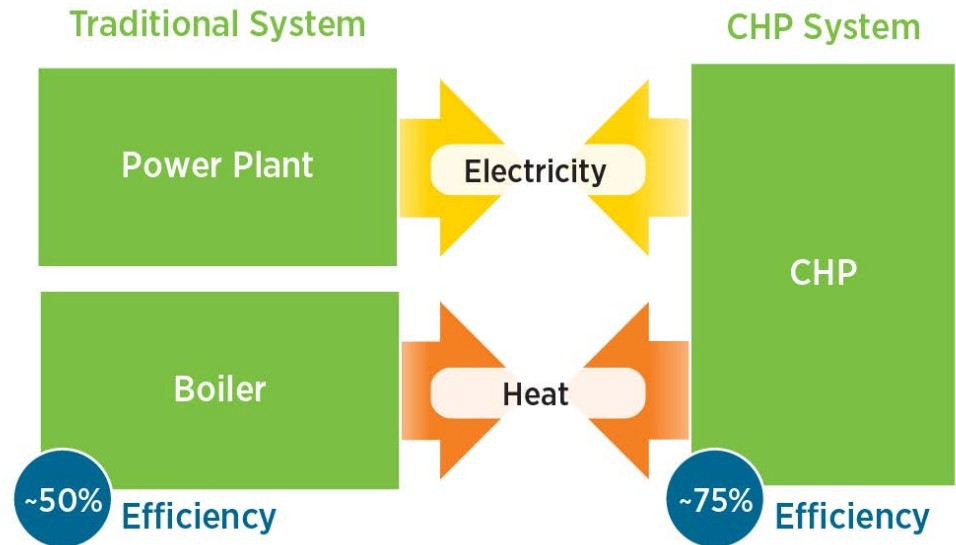 Traditional System
CHP System
Power Plant
Electricity
CHP
Boiler
Heat
~50% Efficiency
~75% Efficiency